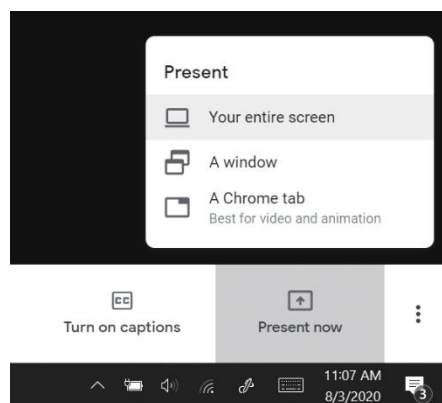 Present
Your entire screen
A window
A Chrome tab
Best for video and animation
CC
Turn on captions
Present now
11:07 AM
8/3/2020
3